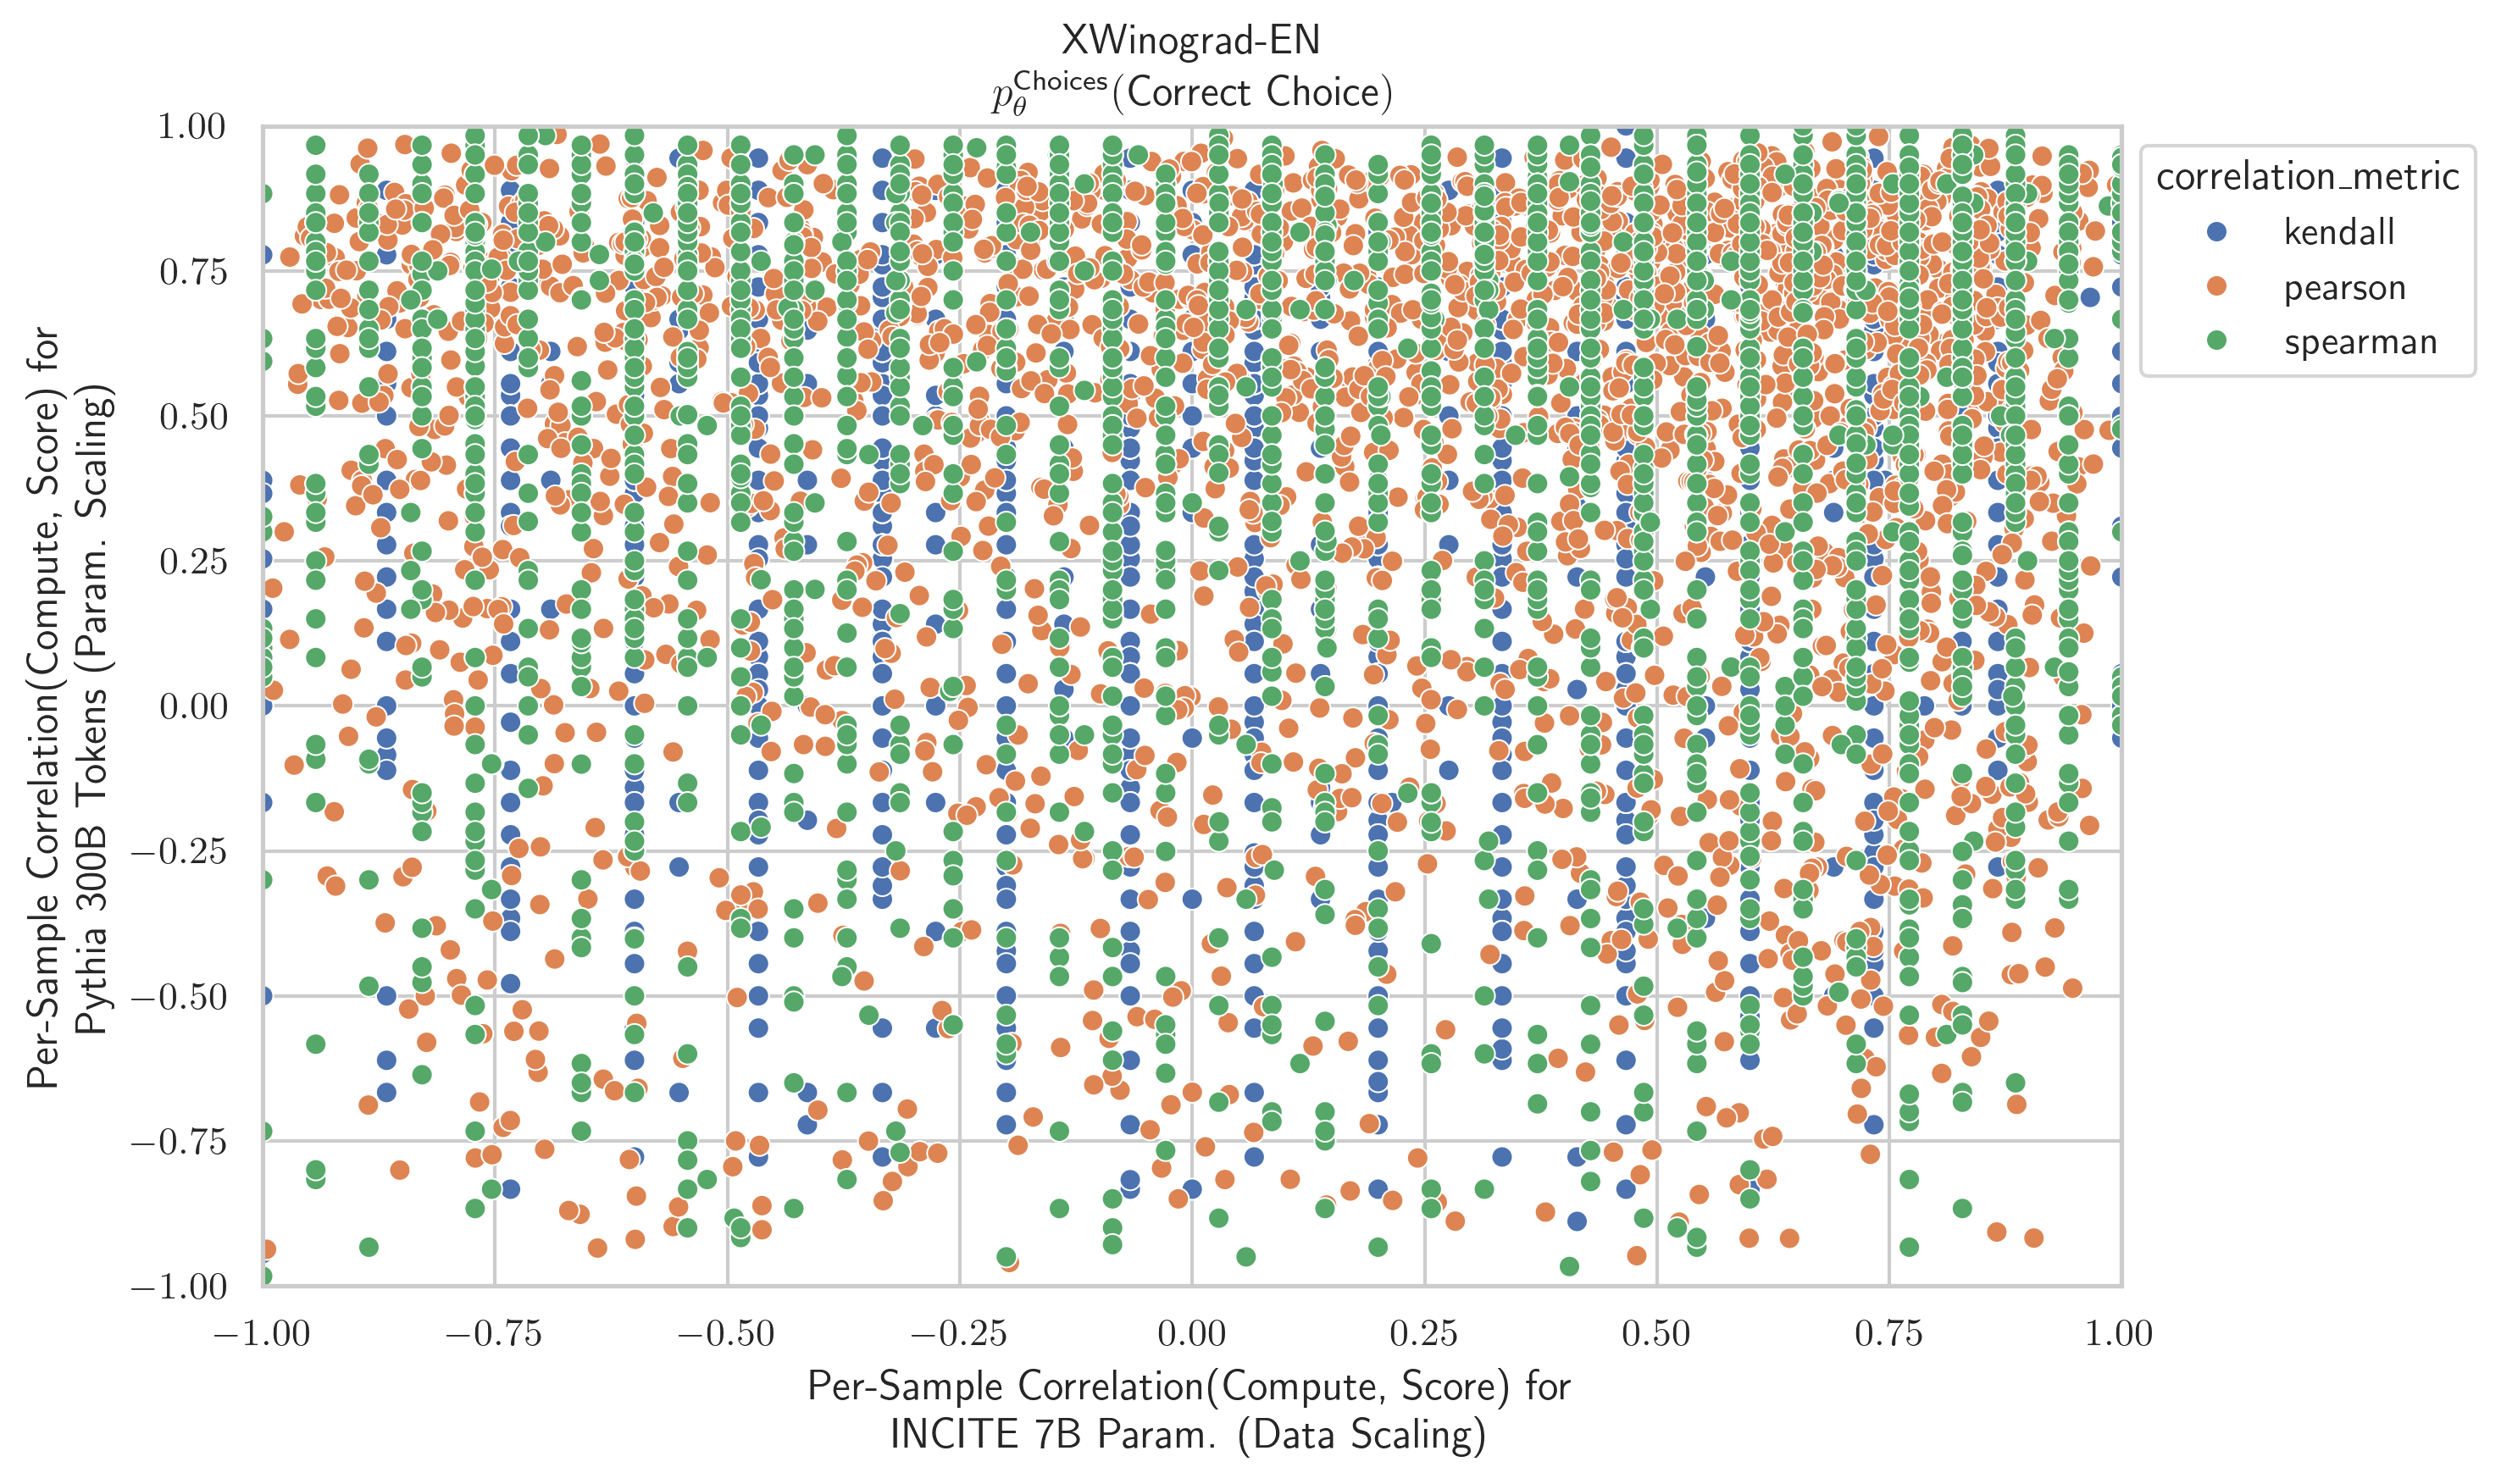 XWinograd-EN
p_θ^Choices(Correct Choice)
Per-Sample Correlation(Compute, Score) for
Pythia 300B Tokens (Param. Scaling)
1.00
0.75
0.50
0.25
0.00
−0.25
−0.50
−0.75
−1.00
−1.00 −0.75 −0.50 −0.25 0.00 0.25 0.50 0.75 1.00
Per-Sample Correlation(Compute, Score) for
INCITE 7B Param. (Data Scaling)
correlation_metric
kendall
pearson
spearman